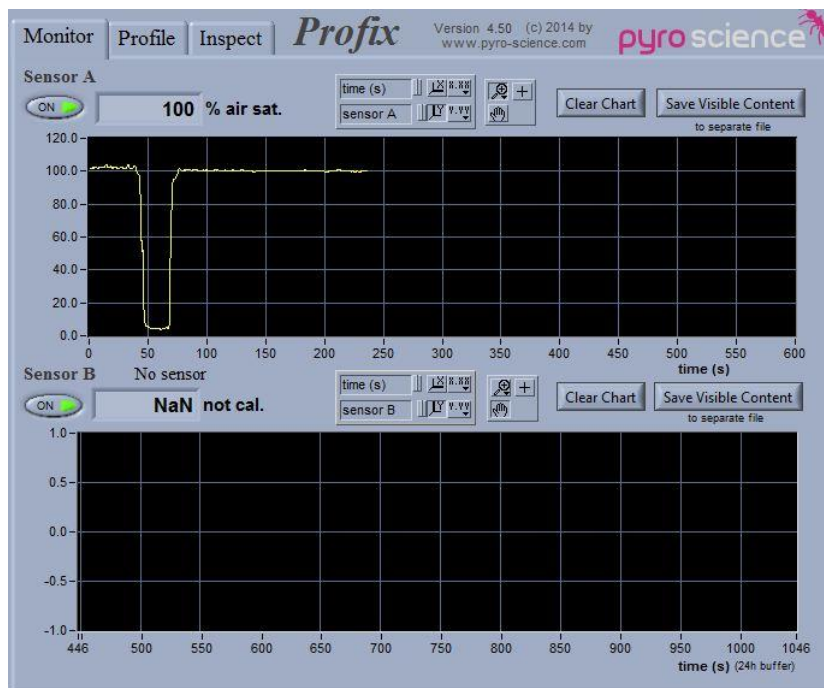 Monitor Profile Inspect Profix Version 4.50 (c) 2014 by
www.pyro-science.com
pyroscience
Sensor A
ON 100 % air sat.
time (s) X.XX
sensor A Y.YY
Clear Chart Save Visible Content
to separate file
120.0
100.0
80.0
60.0
40.0
20.0
0.0
0 50 100 150 200 250 300 350 400 450 500 550 600
time (s)
Sensor B No sensor
ON NaN not cal.
time (s) X.XX
sensor B Y.YY
Clear Chart Save Visible Content
to separate file
1.0
0.5
0.0
-0.5
-1.0
446 500 550 600 650 700 750 800 850 900 950 1000 1046
time (s) (24h buffer)